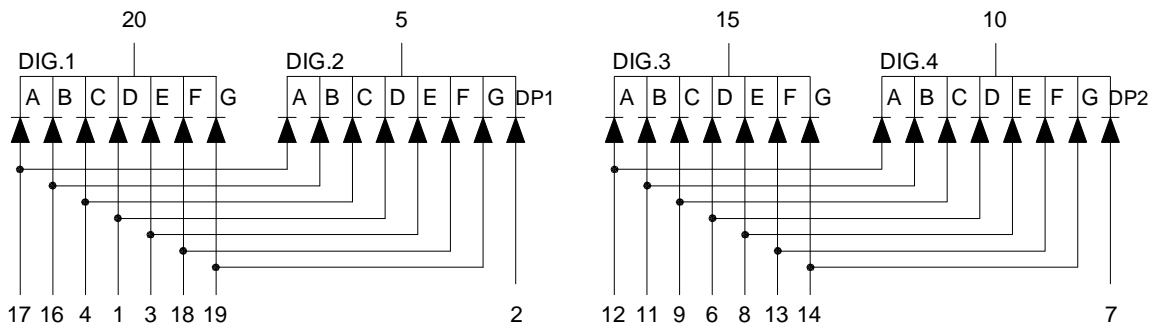 20 5 15 10
DIG.1 DIG.2 DIG.3 DIG.4
A B C D E F G A B C D E F G DP1 A B C D E F G A B C D E F G DP2
17 16 4 1 3 18 19 2 12 11 9 6 8 13 14 7